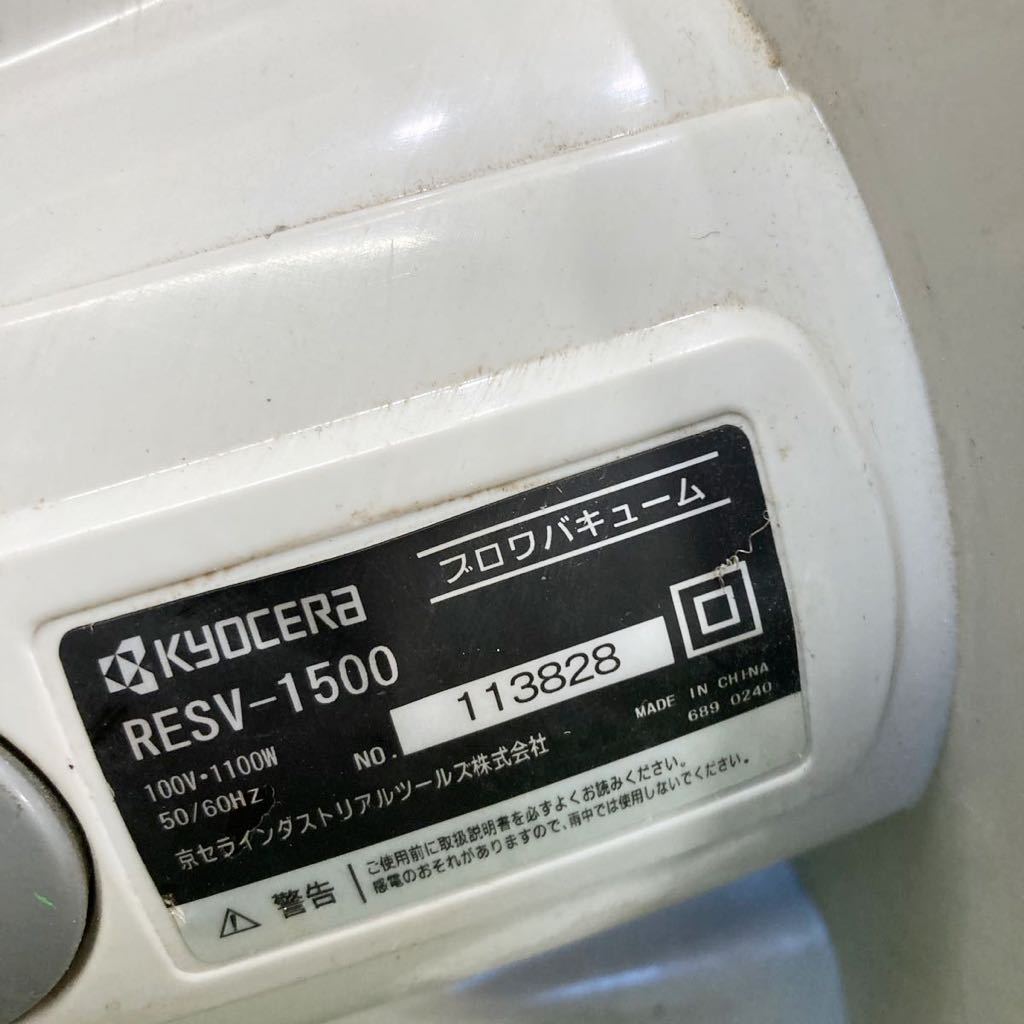 ブロワバキューム
KYOCERA
RESV-1500
100V・1100W
50/60Hz
NO. 113828
MADE IN CHINA
689 0240
京セラインダストリアルツールズ株式会社
警告
ご使用前に取扱説明書を必ずよくお読みください。
感電のおそれがありますので、雨中では使用しないでください。